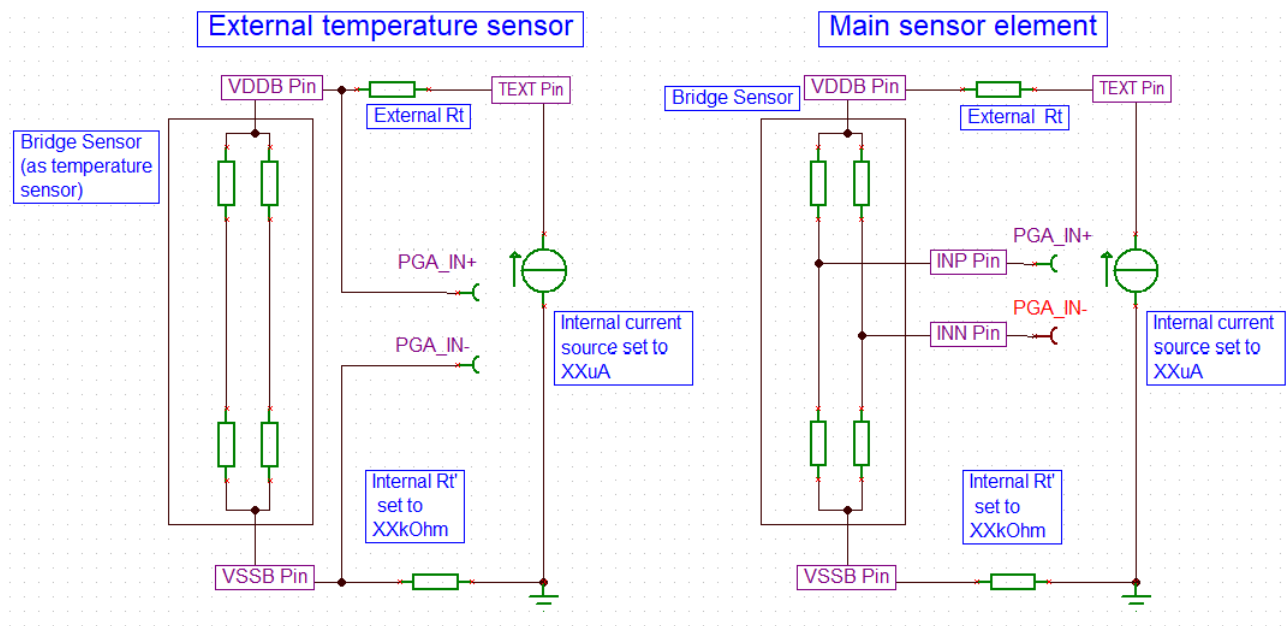 External temperature sensor
VDDB Pin
TEXT Pin
External Rt
Bridge Sensor
(as temperature
sensor)
PGA_IN+
PGA_IN-
Internal current
source set to
XXuA
Internal Rt'
set to
XXkOhm
VSSB Pin
Main sensor element
VDDB Pin
TEXT Pin
Bridge Sensor
External Rt
PGA_IN+
INP Pin
PGA_IN-
INN Pin
Internal current
source set to
XXuA
Internal Rt'
set to
XXkOhm
VSSB Pin